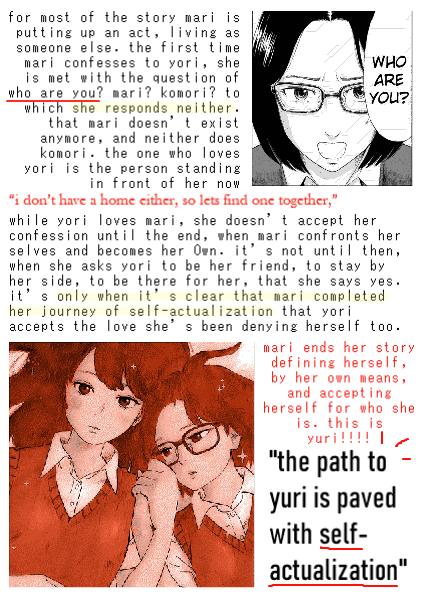 for most of the story mari is
putting up an act, living as
someone else. the first time
mari confesses to yori, she
is met with the question of
who are you? mari? komori? to
which she responds neither.
that mari doesn't exist
anymore, and neither does
komori. the one who loves
yori is the person standing
in front of her now
WHO
ARE
YOU?
“i don't have a home either, so lets find one together,”
while yori loves mari, she doesn't accept her
confession until the end, when mari confronts her
selves and becomes her Own. it's not until then,
when she asks yori to be her friend, to stay by
her side, to be there for her, that she says yes.
it's only when it's clear that mari completed
her journey of self-actualization that yori
accepts the love she's been denying herself too.
mari ends her story
defining herself,
by her own means,
and accepting
herself for who she
is. this is
yuri!!!!
"the path to
yuri is paved
with self-
actualization"